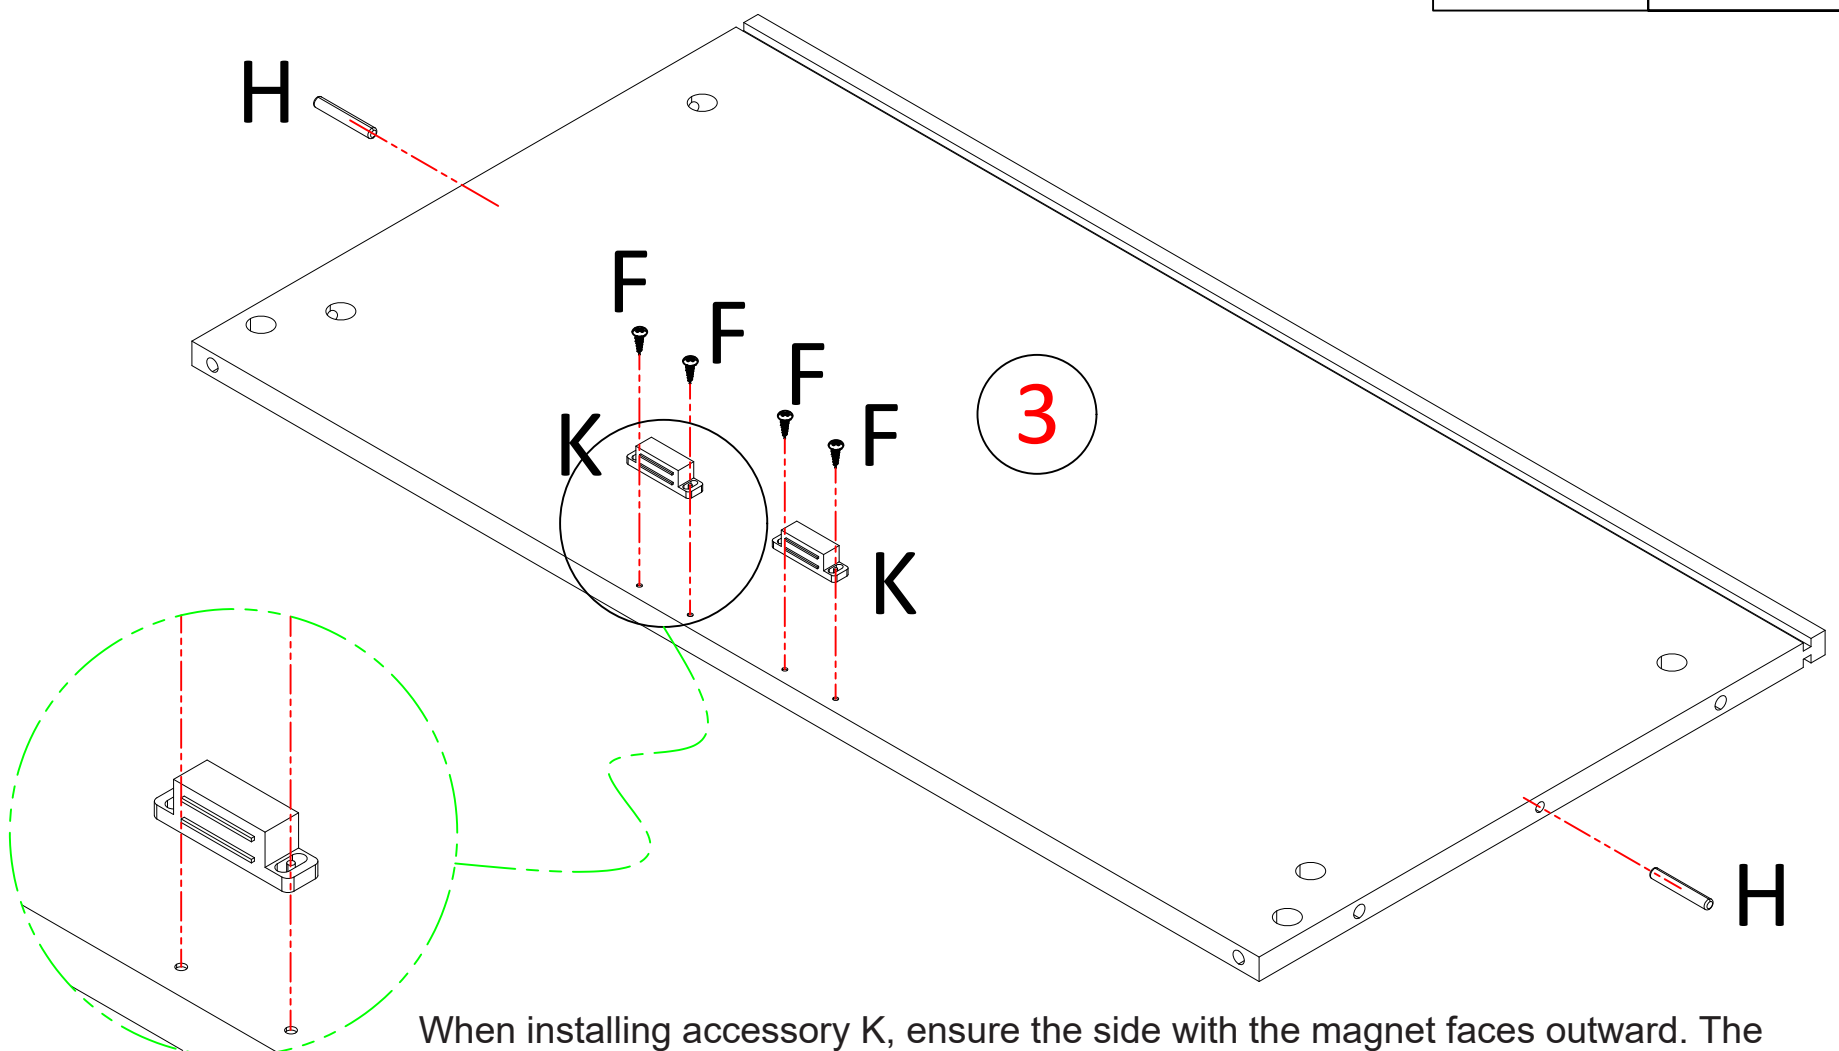 H
F
F
F
F
K
3
K
H
When installing accessory K, ensure the side with the magnet faces outward. The